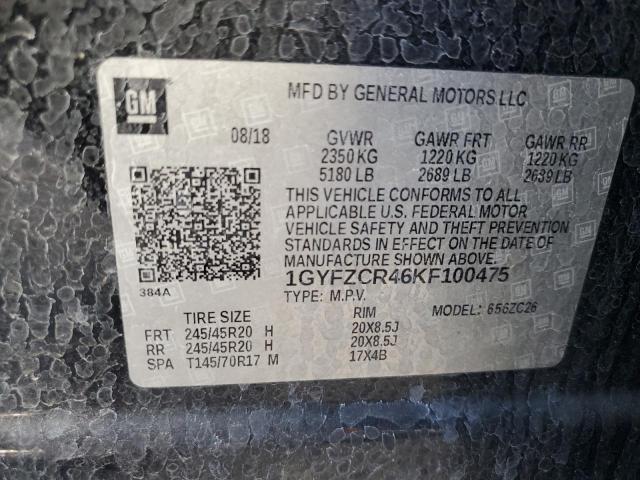 GM
MFD BY GENERAL MOTORS LLC
08/18 GVWR GAWR FRT GAWR RR
2350 KG 1220 KG 1220 KG
5180 LB 2689 LB 2689 LB
THIS VEHICLE CONFORMS TO ALL
APPLICABLE U.S. FEDERAL MOTOR
VEHICLE SAFETY AND THEFT PREVENTION
STANDARDS IN EFFECT ON THE DATE OF
MANUFACTURE SHOWN ABOVE.
1GYFZCR46KF100475
384A
TYPE: M.P.V. MODEL: 656ZC26
TIRE SIZE RIM
FRT 245/45R20 H 20X8.5J
RR 245/45R20 H 20X8.5J
SPA T145/70R17 M 17X4B